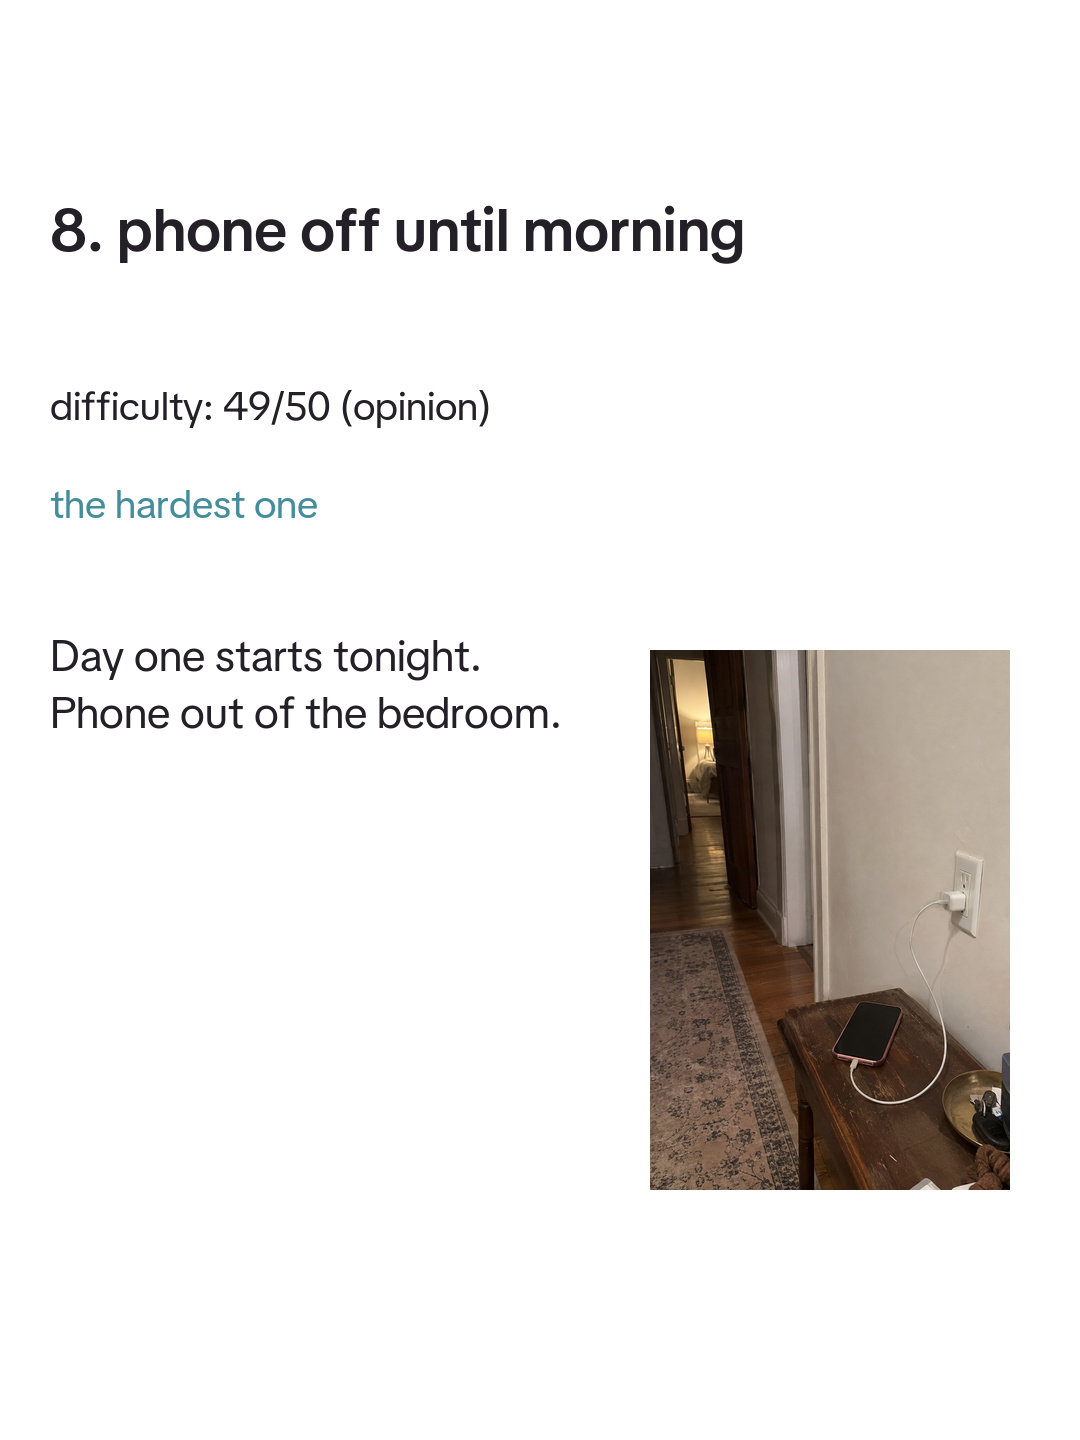 8. phone off until morning
difficulty: 49/50 (opinion)
the hardest one
Day one starts tonight.
Phone out of the bedroom.